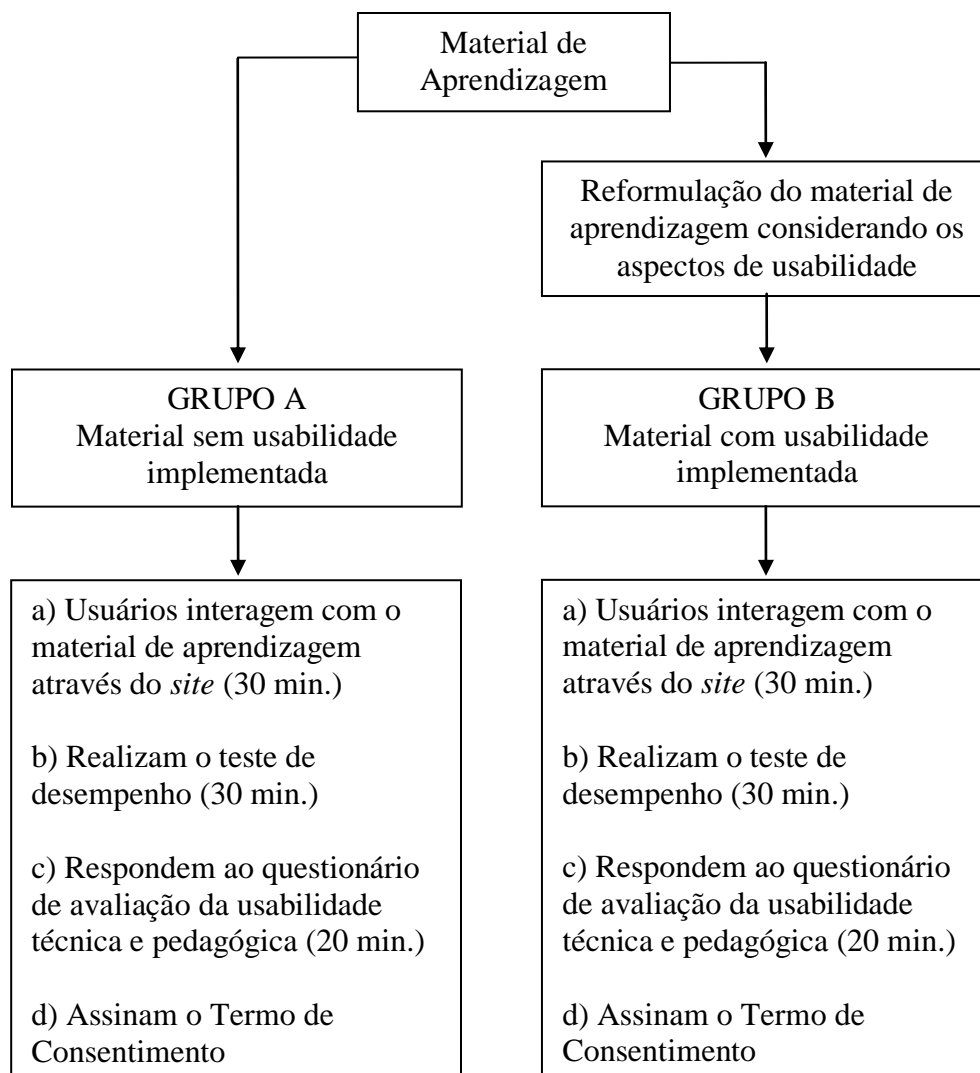 Material de
Aprendizagem
Reformulação do material de
aprendizagem considerando os
aspectos de usabilidade
GRUPO A
Material sem usabilidade
implementada
GRUPO B
Material com usabilidade
implementada
a) Usuários interagem com o
material de aprendizagem
através do site (30 min.)
b) Realizam o teste de
desempenho (30 min.)
c) Respondem ao questionário
de avaliação da usabilidade
técnica e pedagógica (20 min.)
d) Assinam o Termo de
Consentimento
a) Usuários interagem com o
material de aprendizagem
através do site (30 min.)
b) Realizam o teste de
desempenho (30 min.)
c) Respondem ao questionário
de avaliação da usabilidade
técnica e pedagógica (20 min.)
d) Assinam o Termo de
Consentimento